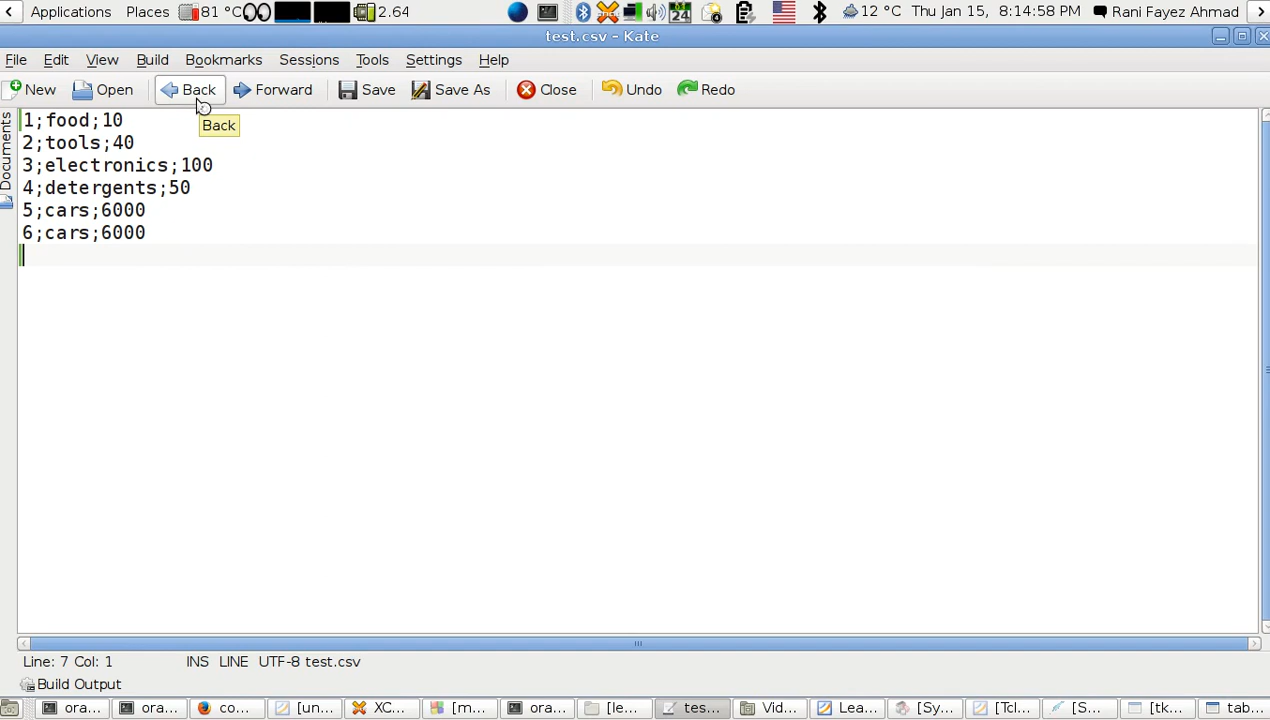 Applications Places 81 °C 2.64 24 12 °C Thu Jan 15, 8:14:58 PM Rani Fayez Ahmad
test.csv - Kate
File Edit View Build Bookmarks Sessions Tools Settings Help
New Open Back Forward Save Save As Close Undo Redo
Back
Documents
1;food;10
2;tools;40
3;electronics;100
4;detergents;50
5;cars;6000
6;cars;6000
Line: 7 Col: 1 INS LINE UTF-8 test.csv
Build Output
ora... ora... co... [un... XC... [m... ora... [le... tes... Vid... Lea... [Sy... [Tcl... [S... [tk... tab...